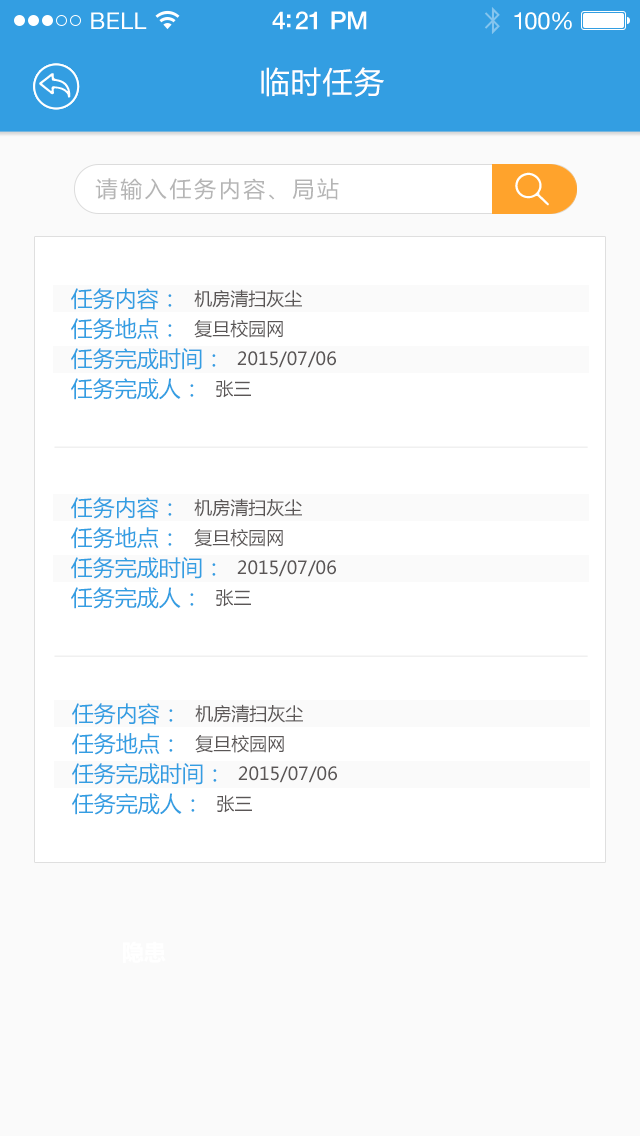 BELL 4:21 PM 100%
临时任务
请输入任务内容、局站
任务内容： 机房清扫灰尘
任务地点： 复旦校园网
任务完成时间： 2015/07/06
任务完成人： 张三
任务内容： 机房清扫灰尘
任务地点： 复旦校园网
任务完成时间： 2015/07/06
任务完成人： 张三
任务内容： 机房清扫灰尘
任务地点： 复旦校园网
任务完成时间： 2015/07/06
任务完成人： 张三
隐患